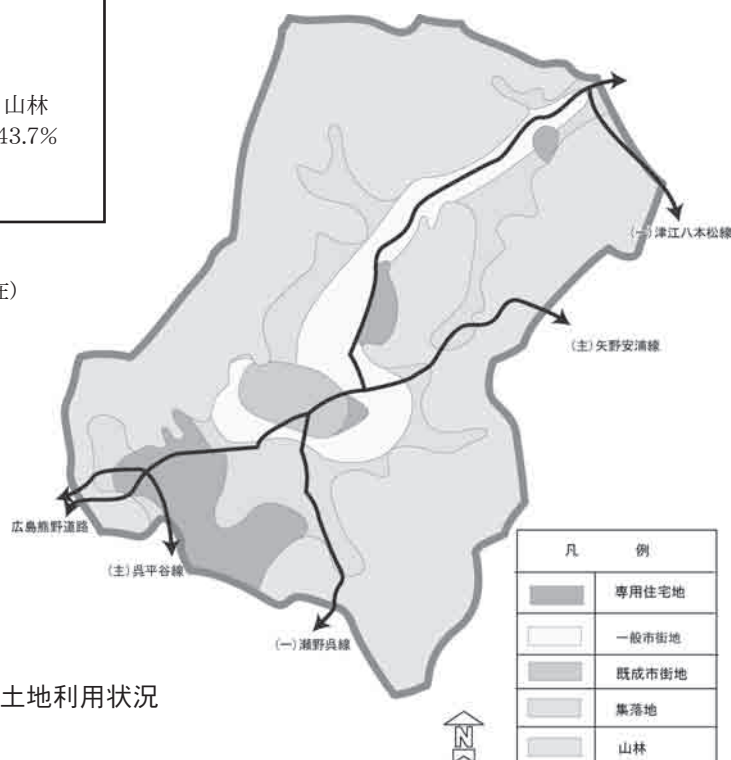 山林
43.7%
在)
(一)津江八本松線
(主)矢野安浦線
広島熊野道路
(主)呉平谷線
(一)瀬野呉線
凡 例
専用住宅地
一般市街地
既成市街地
集落地
山林
土地利用状況
N